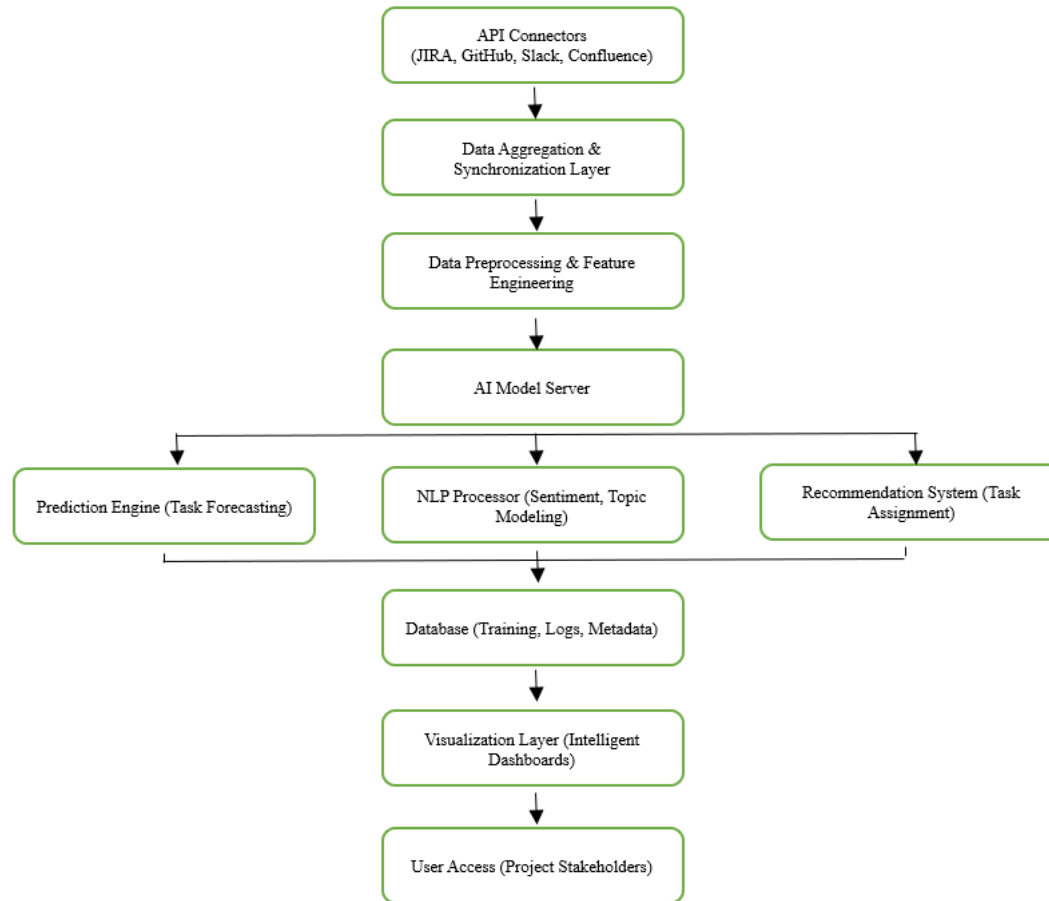 API Connectors
(JIRA, GitHub, Slack, Confluence)
Data Aggregation &
Synchronization Layer
Data Preprocessing & Feature
Engineering
AI Model Server
Prediction Engine (Task Forecasting)
NLP Processor (Sentiment, Topic
Modeling)
Recommendation System (Task
Assignment)
Database (Training, Logs, Metadata)
Visualization Layer (Intelligent
Dashboards)
User Access (Project Stakeholders)